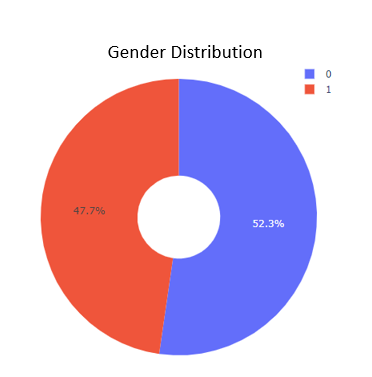 Gender Distribution
0
1
47.7%
52.3%